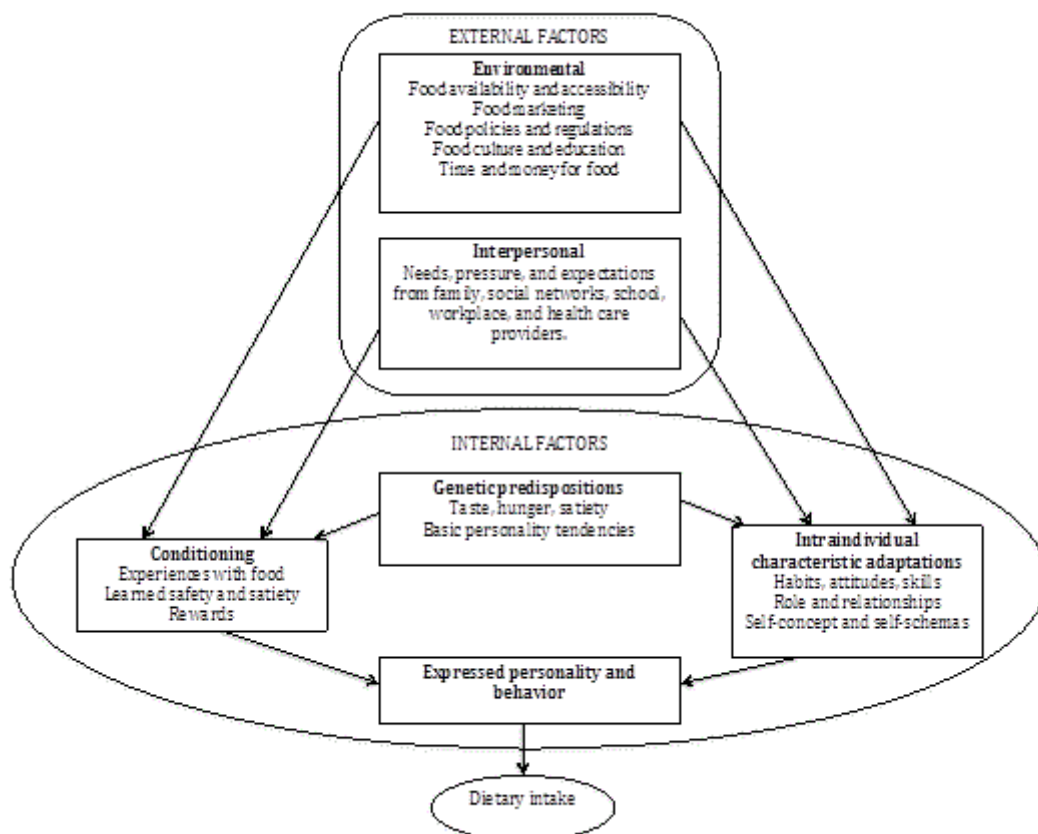 EXTERNAL FACTORS
Environmental
Food availability and accessibility
Food marketing
Food policies and regulations
Food culture and education
Time and money for food
Interpersonal
Needs, pressure, and expectations
from family, social networks, school,
workplace, and health care
providers.
INTERNAL FACTORS
Genetic predispositions
Taste, hunger, satiety
Basic personality tendencies
Conditioning
Experiences with food
Learned safety and satiety
Rewards
Intraindividual
characteristic adaptations
Habits, attitudes, skills
Role and relationships
Self-concept and self-schemas
Expressed personality and
behavior
Dietary intake